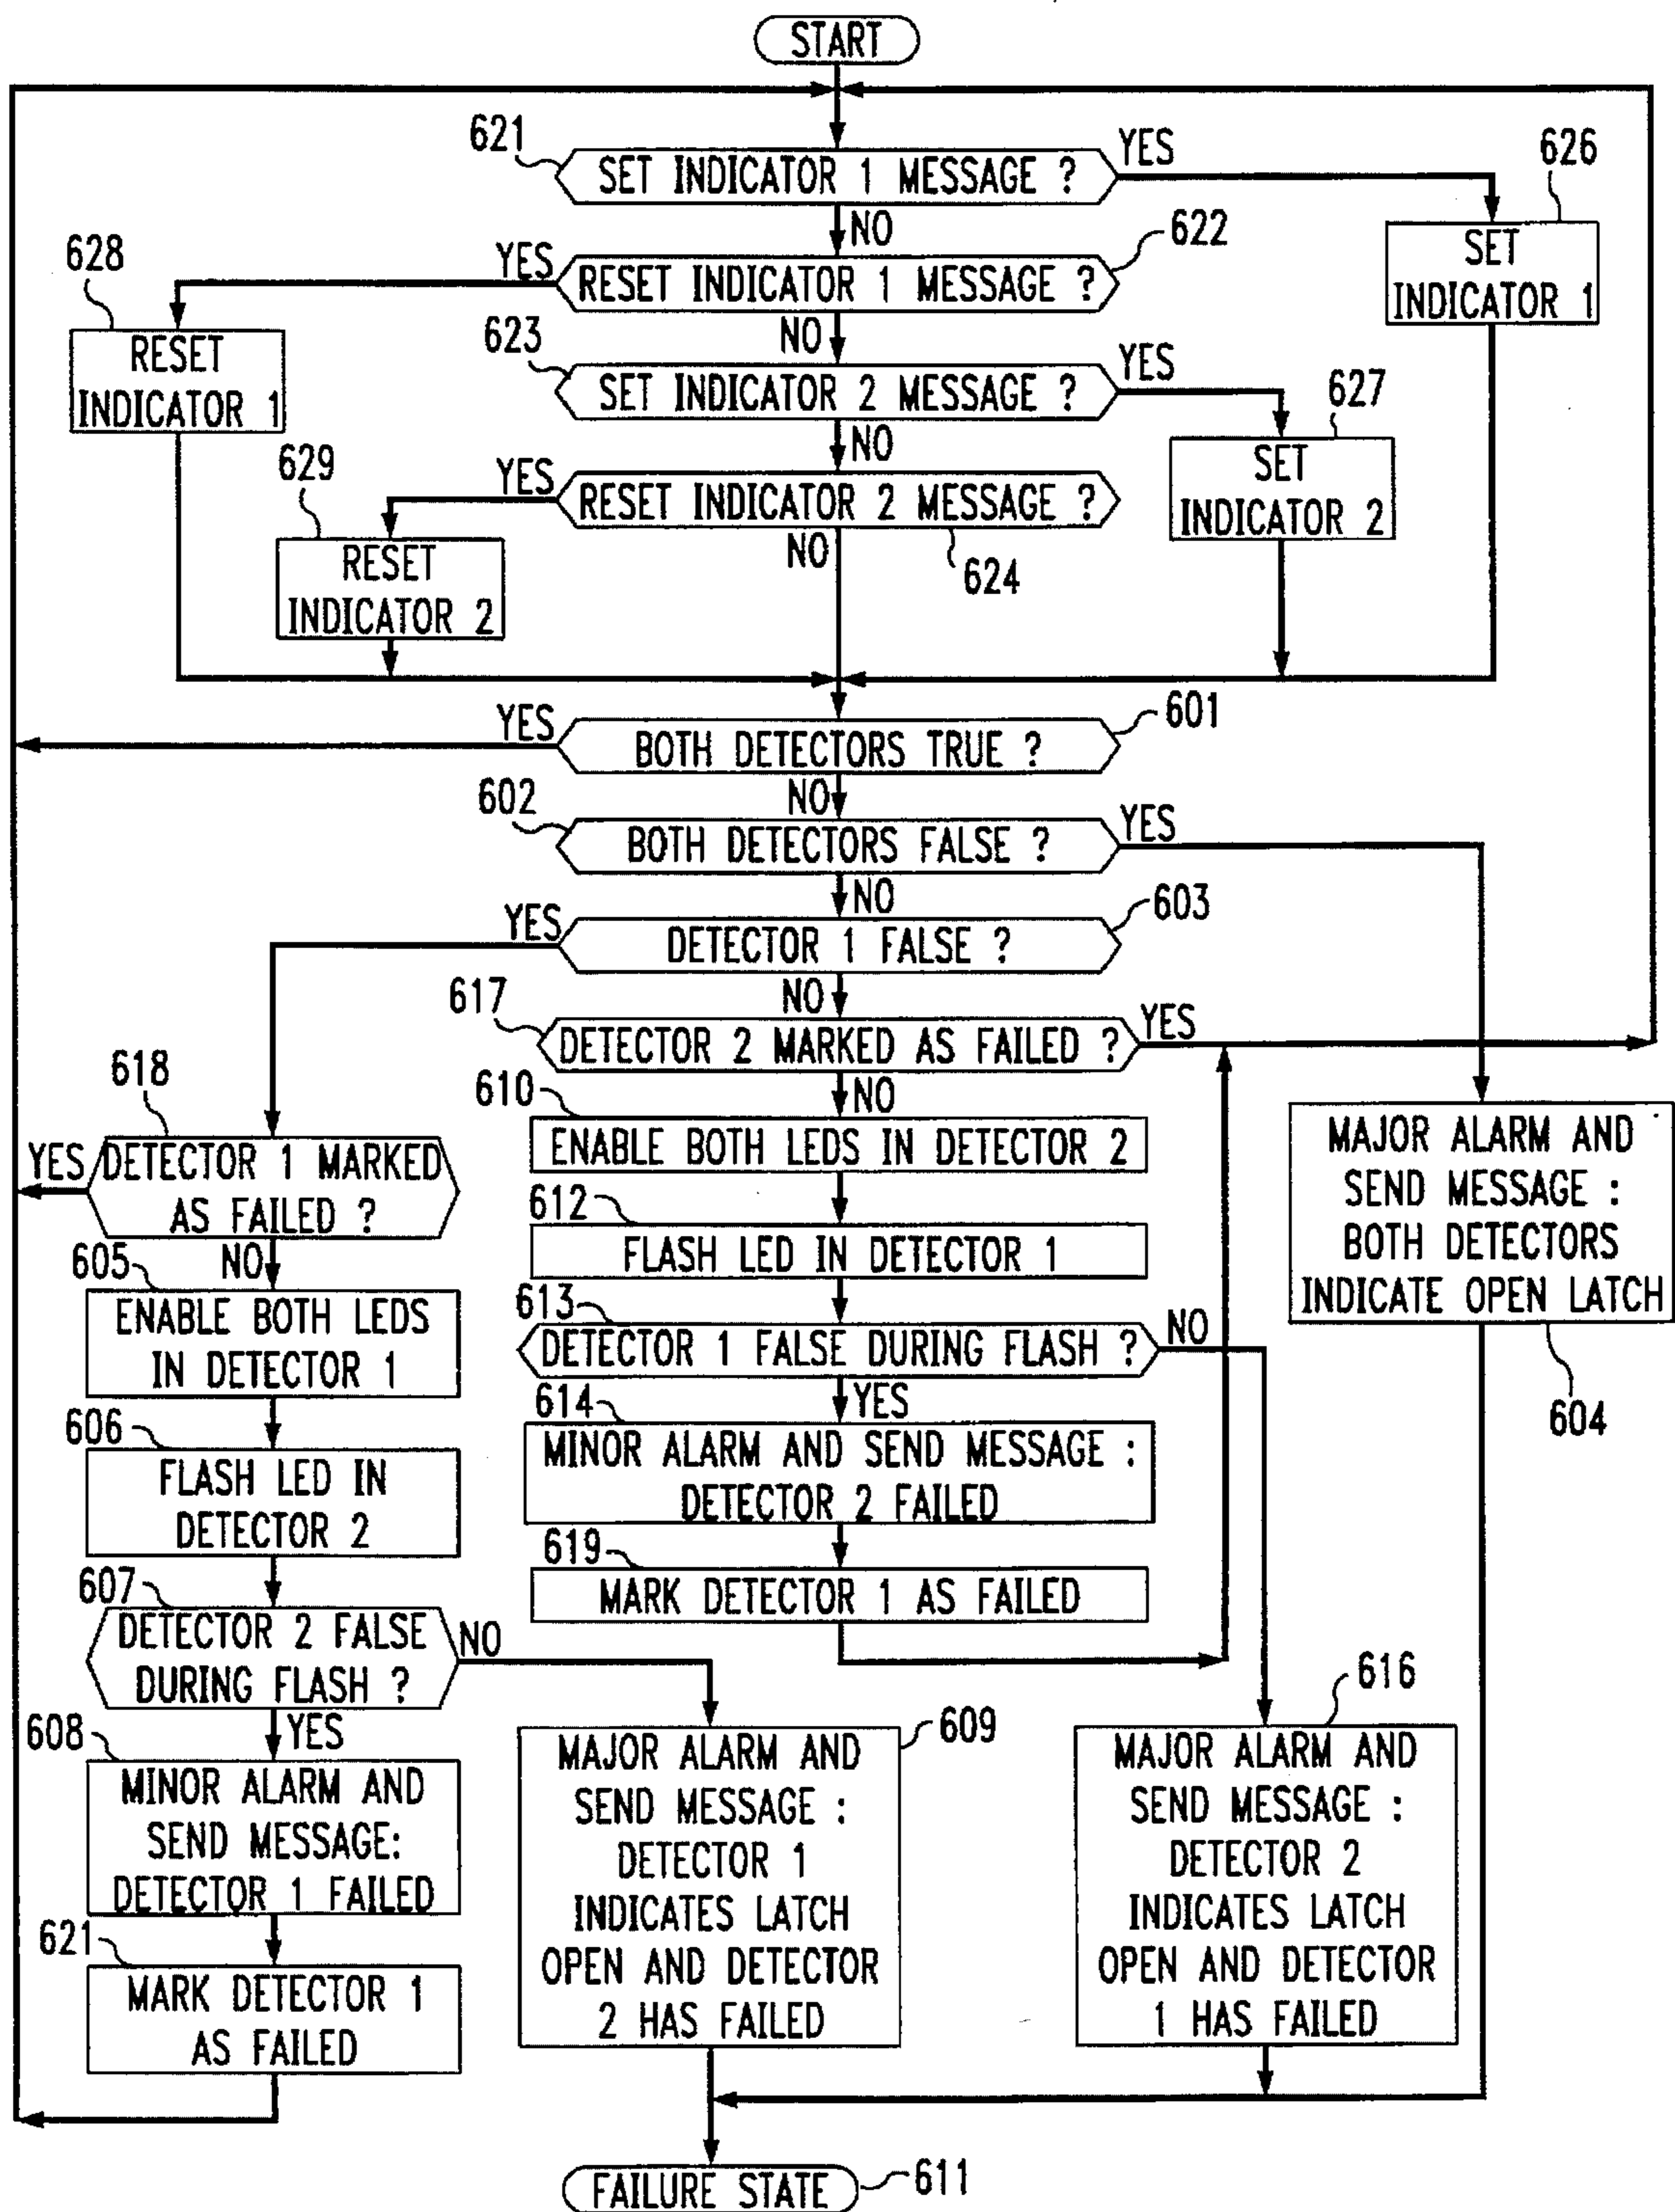 START
621
SET INDICATOR 1 MESSAGE ?
YES
626
NO
SET
INDICATOR 1
628
YES
RESET INDICATOR 1 MESSAGE ?
622
RESET
INDICATOR 1
NO
623
SET INDICATOR 2 MESSAGE ?
YES
627
NO
SET
INDICATOR 2
629
YES
RESET INDICATOR 2 MESSAGE ?
NO
624
RESET
INDICATOR 2
YES
BOTH DETECTORS TRUE ?
601
NO
602
BOTH DETECTORS FALSE ?
YES
NO
YES
DETECTOR 1 FALSE ?
603
NO
617
DETECTOR 2 MARKED AS FAILED ?
YES
NO
618
YES
DETECTOR 1 MARKED
AS FAILED ?
NO
610
ENABLE BOTH LEDS IN DETECTOR 2
MAJOR ALARM AND
SEND MESSAGE :
BOTH DETECTORS
INDICATE OPEN LATCH
604
612
FLASH LED IN DETECTOR 1
605
ENABLE BOTH LEDS
IN DETECTOR 1
613
DETECTOR 1 FALSE DURING FLASH ?
NO
YES
606
FLASH LED IN
DETECTOR 2
614
MINOR ALARM AND SEND MESSAGE :
DETECTOR 2 FAILED
619
MARK DETECTOR 1 AS FAILED
607
DETECTOR 2 FALSE
DURING FLASH ?
NO
YES
608
MINOR ALARM AND
SEND MESSAGE:
DETECTOR 1 FAILED
609
MAJOR ALARM AND
SEND MESSAGE :
DETECTOR 1
INDICATES LATCH
OPEN AND DETECTOR
2 HAS FAILED
616
MAJOR ALARM AND
SEND MESSAGE :
DETECTOR 2
INDICATES LATCH
OPEN AND DETECTOR
1 HAS FAILED
621
MARK DETECTOR 1
AS FAILED
FAILURE STATE
611